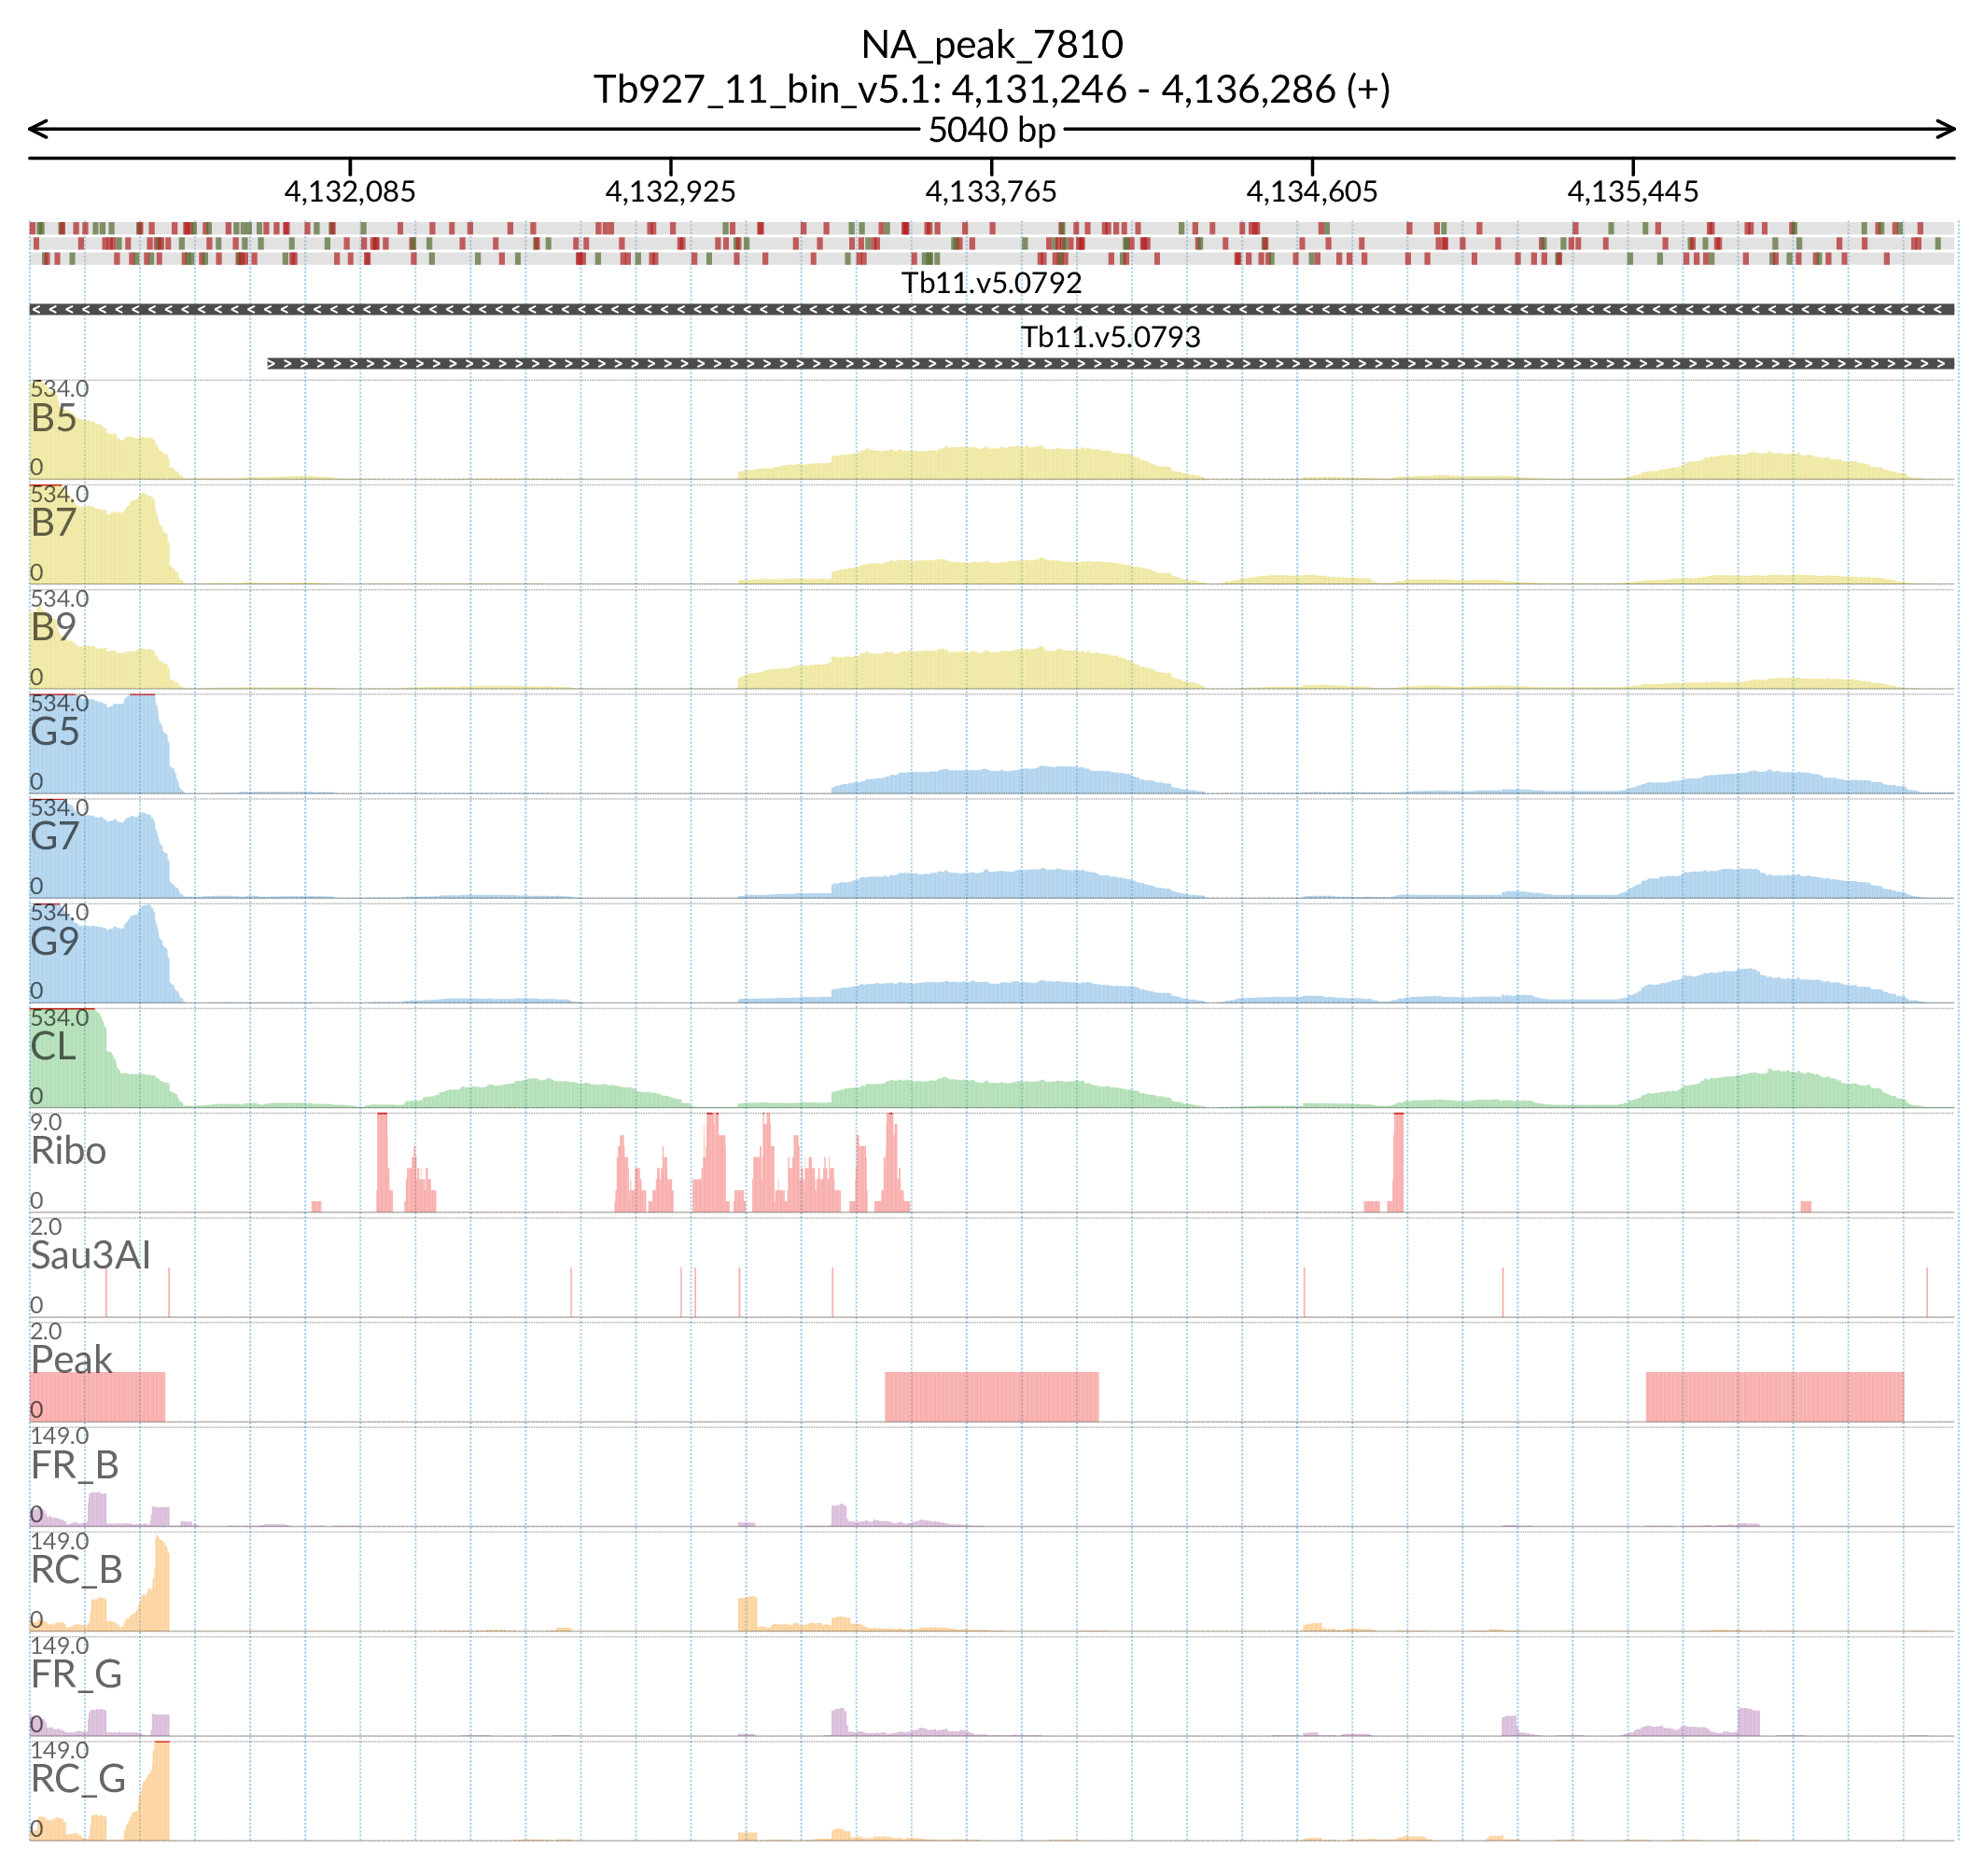 NA_peak_7810
Tb927_11_bin_v5.1: 4,131,246 - 4,136,286 (+)
5040 bp
4,132,085 4,132,925 4,133,765 4,134,605 4,135,445
Tb11.v5.0792
Tb11.v5.0793
534.0
B5
0
534.0
B7
0
534.0
B9
0
534.0
G5
0
534.0
G7
0
534.0
G9
0
534.0
CL
0
9.0
Ribo
0
2.0
Sau3AI
0
2.0
Peak
0
149.0
FR_B
0
149.0
RC_B
0
149.0
FR_G
0
149.0
RC_G
0